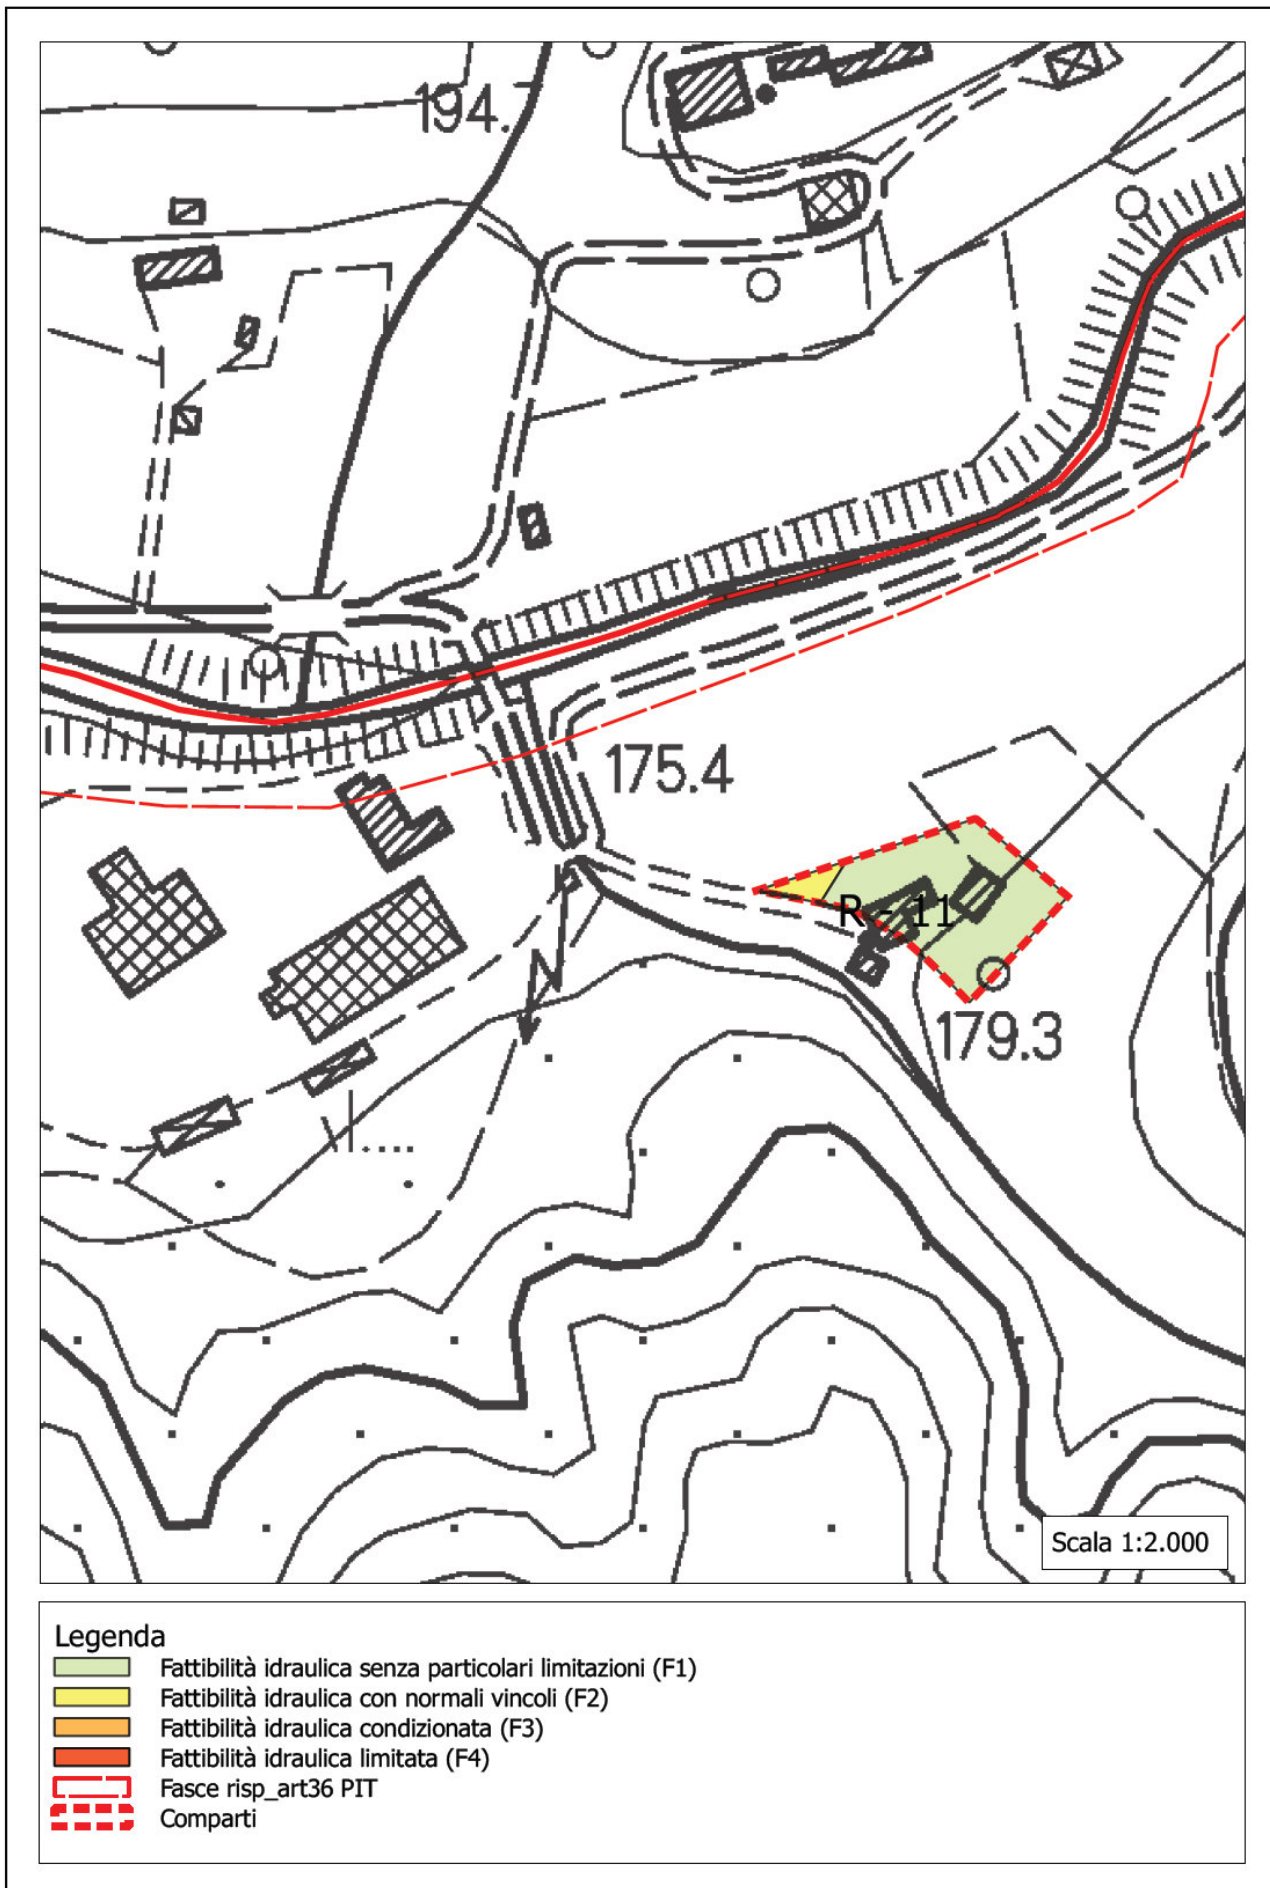 194.
175.4
R - 11
179.3
Scala 1:2.000
Legenda
Fattibilità idraulica senza particolari limitazioni (F1)
Fattibilità idraulica con normali vincoli (F2)
Fattibilità idraulica condizionata (F3)
Fattibilità idraulica limitata (F4)
Fasce risp_art36 PIT
Comparti